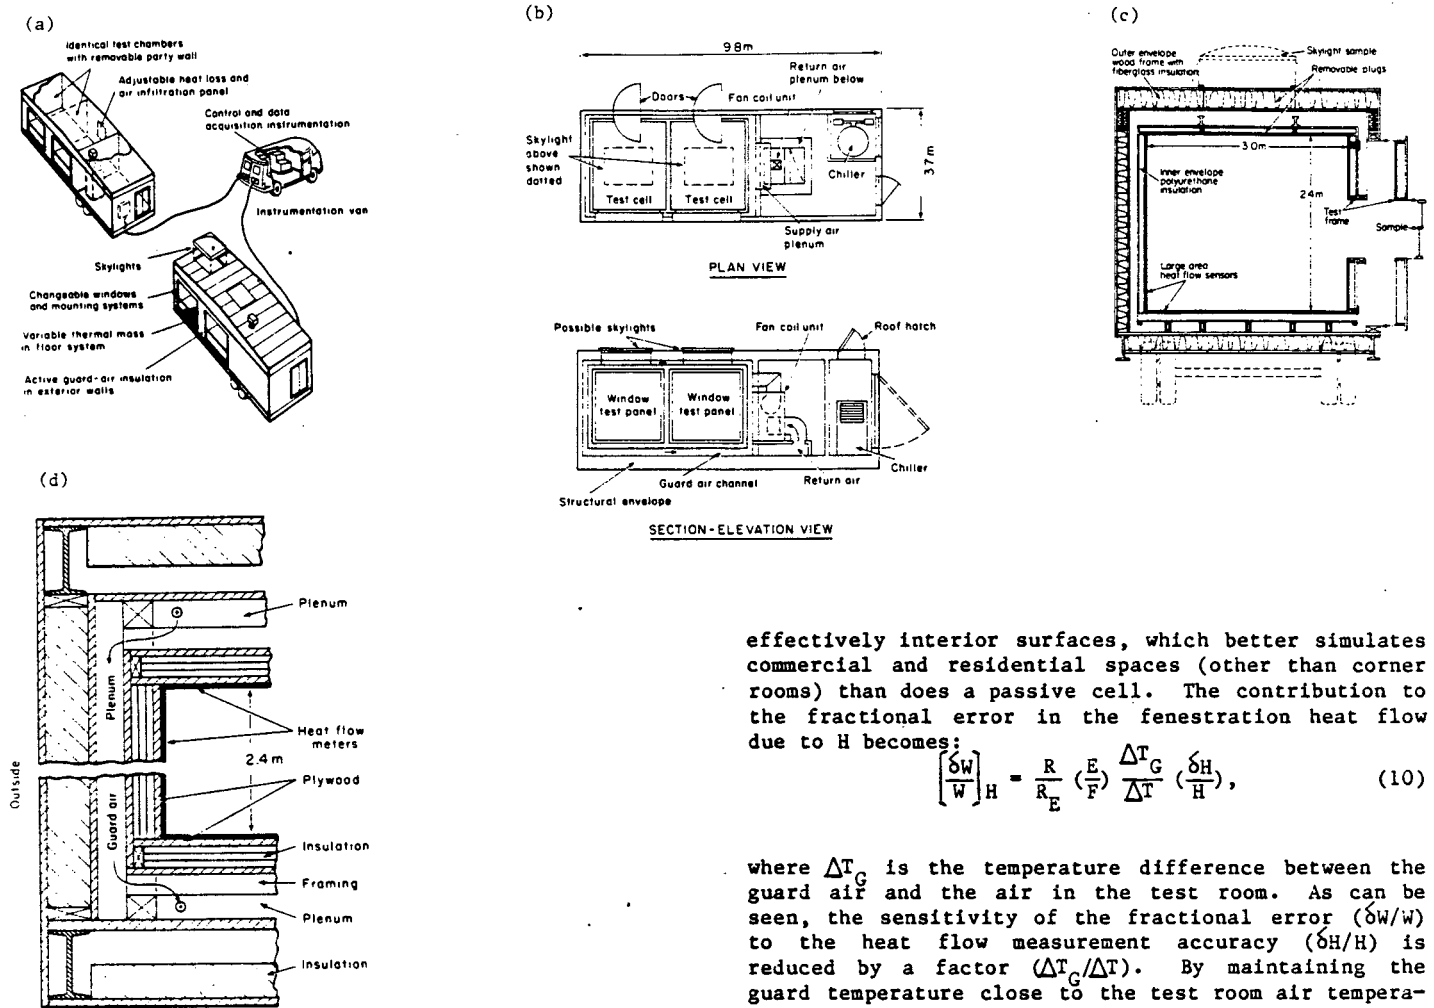 (a)
Identical test chambers
with removable party wall
Adjustable heat loss and
air infiltration panel
Control and data
acquisition instrumentation
Instrumentation van
Skylights
Changeable windows
and mounting systems
Variable thermal mass
in floor system
Active guard-air insulation
in exterior walls
(b)
9.8m
Return air
plenum below
Doors
Fan coil unit
Skylight
above
shown
dotted
Test cell
Test cell
Chiller
3.7m
Supply air
plenum
PLAN VIEW
Possible skylights
Fan coil unit
Roof hatch
Window
test panel
Window
test panel
Chiller
Return air
Guard air channel
Structural envelope
SECTION-ELEVATION VIEW
(c)
Outer envelope
wood frame with
fiberglass insulation
Skylight sample
Removable plugs
3.0m
Inner envelope
polyurethane
insulation
2.4m
Test
frame
Sample
Large area
heat flow sensors
(d)
Plenum
Plenum
Heat flow
meters
2.4 m
Plywood
Outside
Guard air
Insulation
Framing
Plenum
Insulation
effectively interior surfaces, which better simulates
commercial and residential spaces (other than corner
rooms) than does a passive cell. The contribution to
the fractional error in the fenestration heat flow
due to H becomes:
[δW/W]_H = R/R_E (E/F) ΔT_G/ΔT (δH/H), (10)
where ΔT_G is the temperature difference between the
guard air and the air in the test room. As can be
seen, the sensitivity of the fractional error (δW/W)
to the heat flow measurement accuracy (δH/H) is
reduced by a factor (ΔT_G/ΔT). By maintaining the
guard temperature close to the test room air tempera-